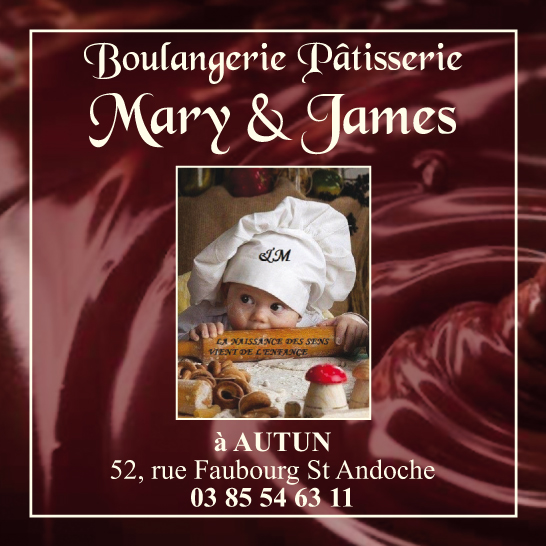 Boulangerie Pâtisserie
Mary & James
J M
LA NAISSANCE DES SENS
VIENT DE L'ENFANCE
à AUTUN
52, rue Faubourg St Andoche
03 85 54 63 11